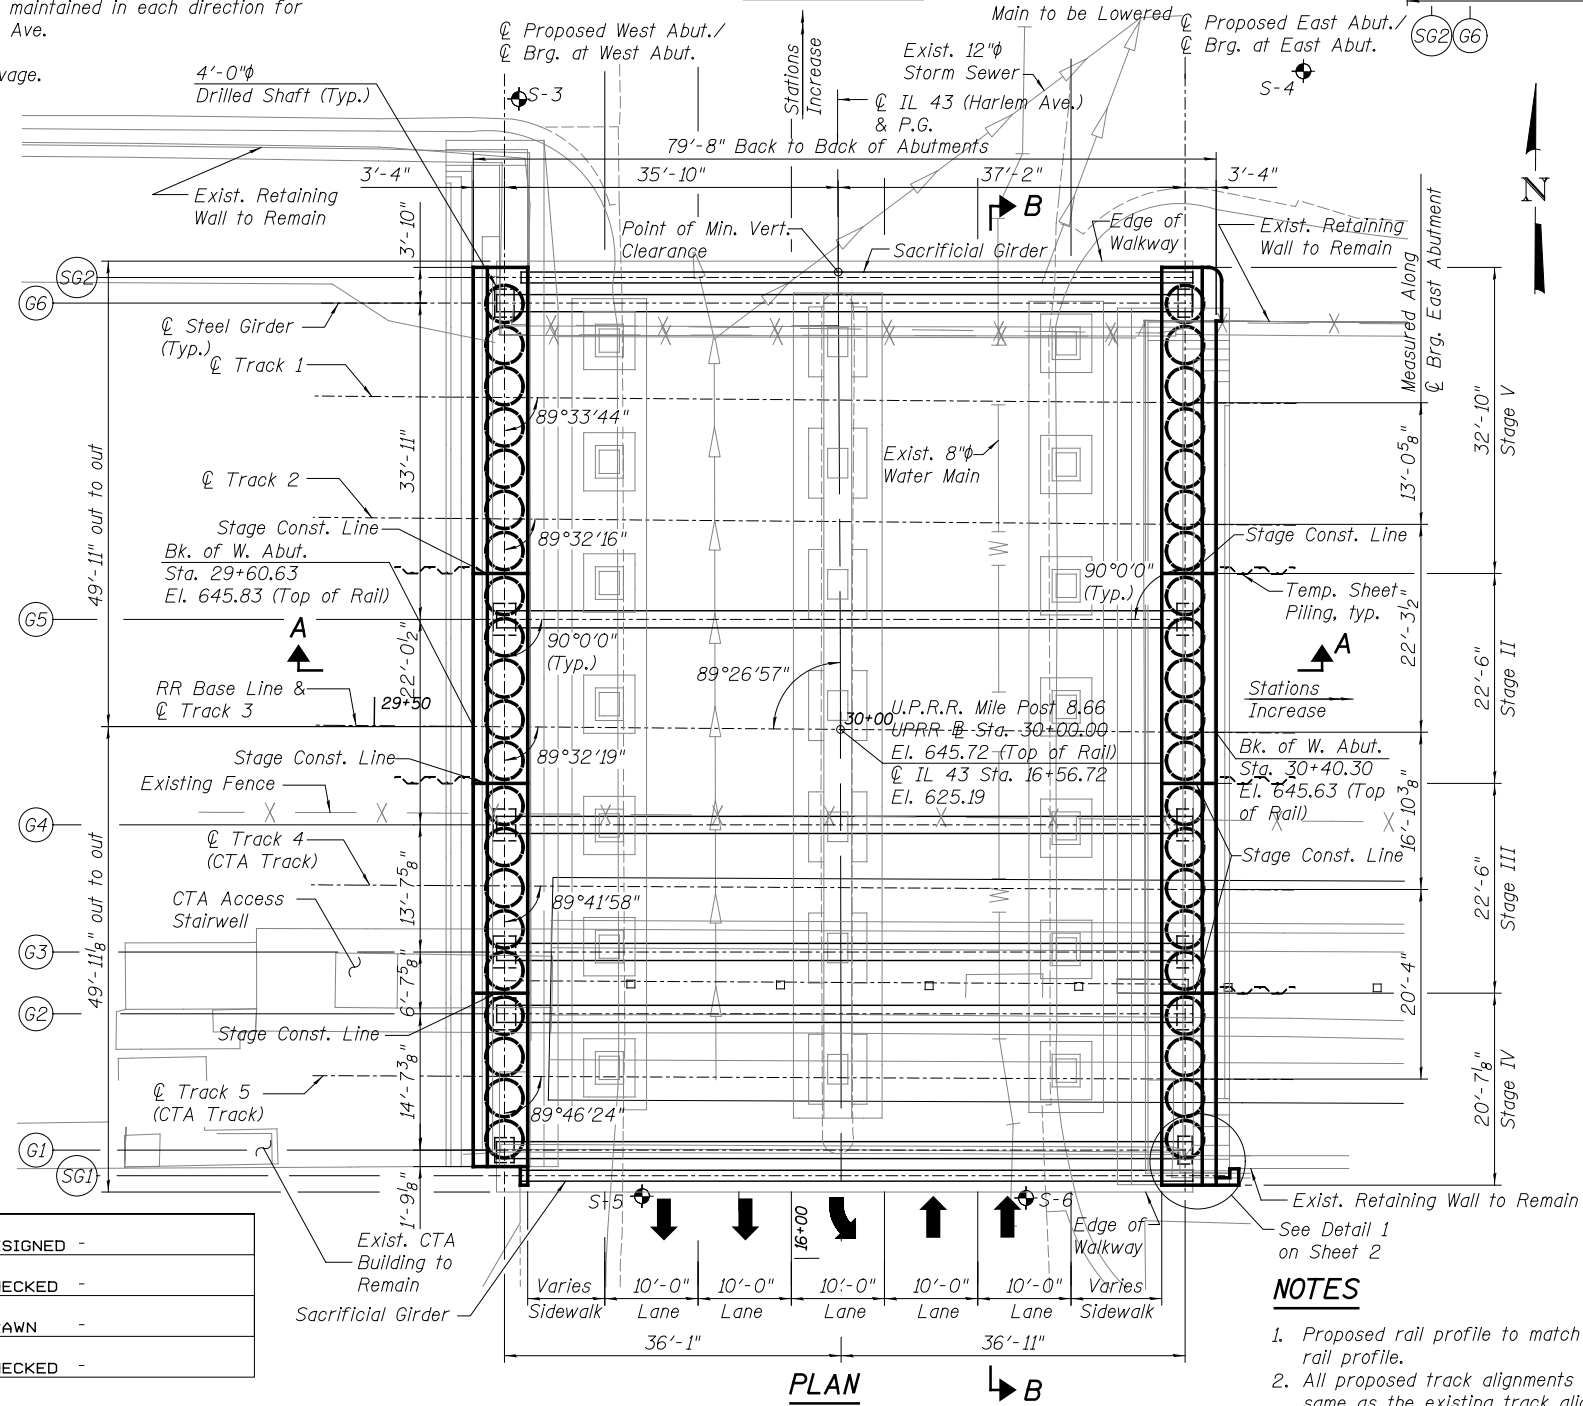 maintained in each direction for
Ave.
vage.
4'-0"ϕ
Drilled Shaft (Typ.)
℄ Proposed West Abut./
℄ Brg. at West Abut.
S-3
Stations
Increase
Exist. 12"ϕ
Storm Sewer
Main to be Lowered
℄ Proposed East Abut./
℄ Brg. at East Abut.
SG2
G6
S-4
℄ IL 43 (Harlem Ave.)
& P.G.
79'-8" Back to Back of Abutments
3'-4"
35'-10"
37'-2"
3'-4"
Exist. Retaining
Wall to Remain
3'-10"
Point of Min. Vert.
Clearance
B
Sacrificial Girder
Edge of
Walkway
Exist. Retaining
Wall to Remain
Measured Along
℄ Brg. East Abutment
N
SG2
G6
℄ Steel Girder
(Typ.)
℄ Track 1
89°33'44"
33'-11"
49'-11" out to out
Exist. 8"ϕ
Water Main
13'-0 5/8"
32'-10"
Stage V
℄ Track 2
Stage Const. Line
89°32'16"
Stage Const. Line
Bk. of W. Abut.
Sta. 29+60.63
El. 645.83 (Top of Rail)
90°0'0"
(Typ.)
Temp. Sheet
Piling, typ.
G5
A
90°0'0"
(Typ.)
22'-0 1/2"
89°26'57"
22'-3 1/2"
A
22'-6"
Stage II
RR Base Line &
℄ Track 3
29+50
30+00
U.P.R.R. Mile Post 8.66
UPRR ℄ Sta. 30+00.00
El. 645.72 (Top of Rail)
℄ IL 43 Sta. 16+56.72
El. 625.19
Stations
Increase
89°32'19"
Stage Const. Line
Bk. of W. Abut.
Sta. 30+40.30
El. 645.63 (Top
of Rail)
Existing Fence
G4
℄ Track 4
(CTA Track)
16'-10 3/8"
Stage Const. Line
22'-6"
Stage III
49'-11 1/8" out to out
13'-7 5/8"
89°41'58"
CTA Access
Stairwell
G3
6'-7 5/8"
G2
20'-4"
Stage Const. Line
14'-7 3/8"
℄ Track 5
(CTA Track)
89°46'24"
20'-7 1/8"
Stage IV
G1
SG1
1'-9 1/8"
S-5
S-6
16+00
Edge of
Walkway
Exist. Retaining Wall to Remain
See Detail 1
on Sheet 2
Exist. CTA
Building to
Remain
Sacrificial Girder
Varies
Sidewalk
10'-0"
Lane
10'-0"
Lane
10'-0"
Lane
10'-0"
Lane
10'-0"
Lane
Varies
Sidewalk
36'-1"
36'-11"
PLAN
B
ESIGNED -
HECKED -
RAWN -
HECKED -
NOTES
1. Proposed rail profile to match
rail profile.
2. All proposed track alignments
same as the existing track